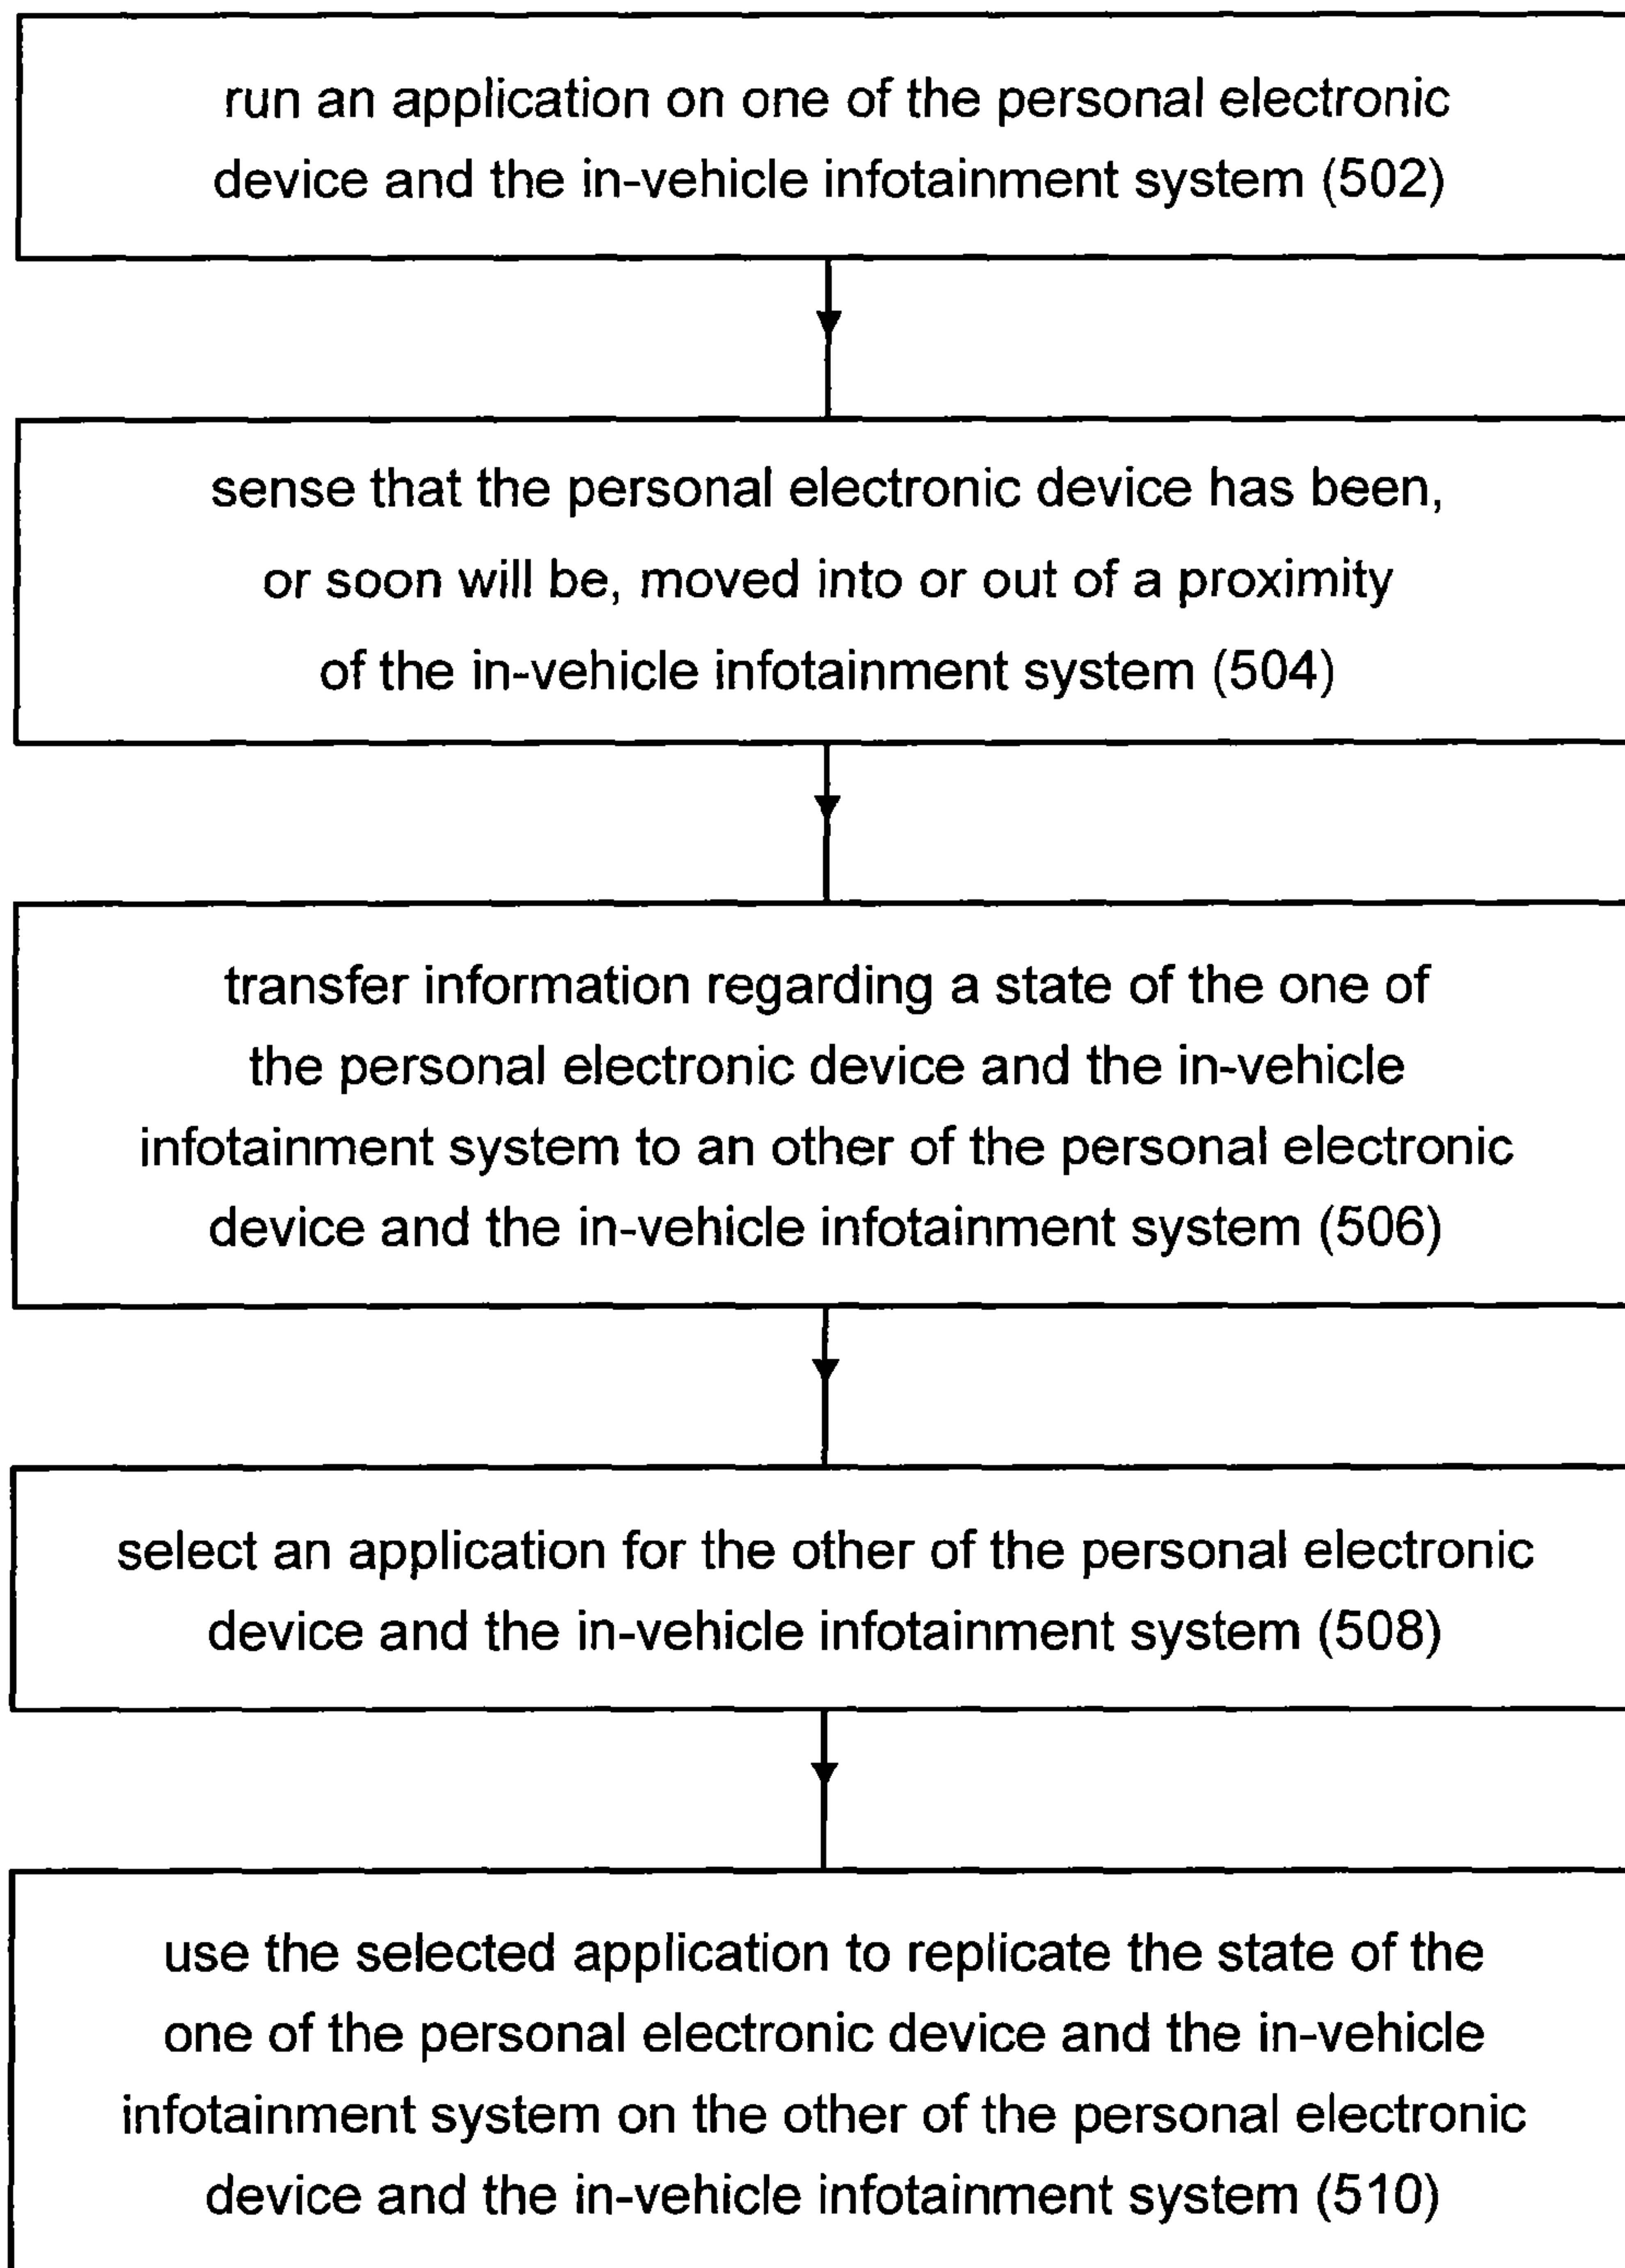 run an application on one of the personal electronic
device and the in-vehicle infotainment system (502)
sense that the personal electronic device has been,
or soon will be, moved into or out of a proximity
of the in-vehicle infotainment system (504)
transfer information regarding a state of the one of
the personal electronic device and the in-vehicle
infotainment system to an other of the personal electronic
device and the in-vehicle infotainment system (506)
select an application for the other of the personal electronic
device and the in-vehicle infotainment system (508)
use the selected application to replicate the state of the
one of the personal electronic device and the in-vehicle
infotainment system on the other of the personal electronic
device and the in-vehicle infotainment system (510)